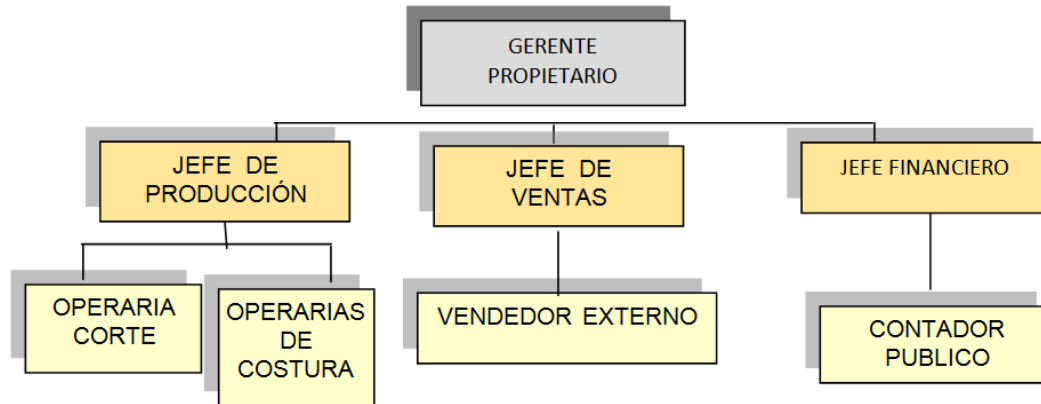 GERENTE
PROPIETARIO
JEFE DE
PRODUCCIÓN
JEFE DE
VENTAS
JEFE FINANCIERO
OPERARIA
CORTE
OPERARIAS
DE
COSTURA
VENDEDOR EXTERNO
CONTADOR
PUBLICO